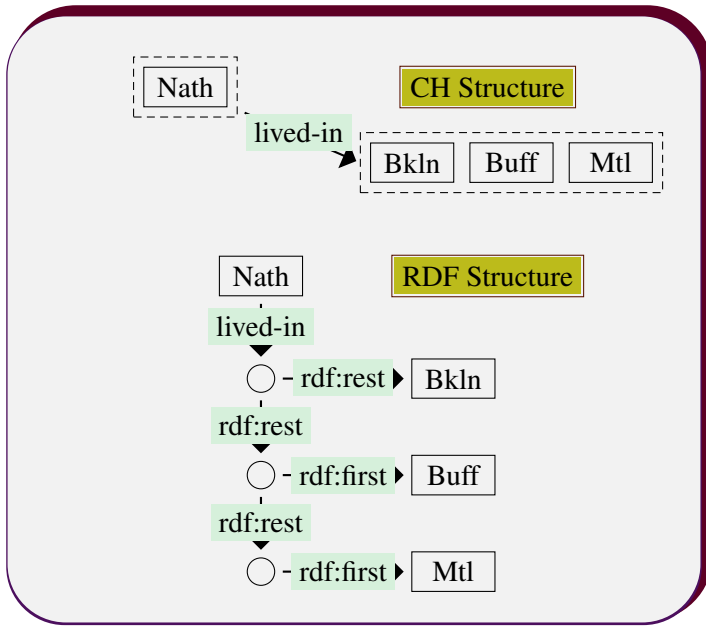 Nath
CH Structure
lived-in
Bkln Buff Mtl
Nath
RDF Structure
lived-in
rdf:rest Bkln
rdf:rest
rdf:first Buff
rdf:rest
rdf:first Mtl